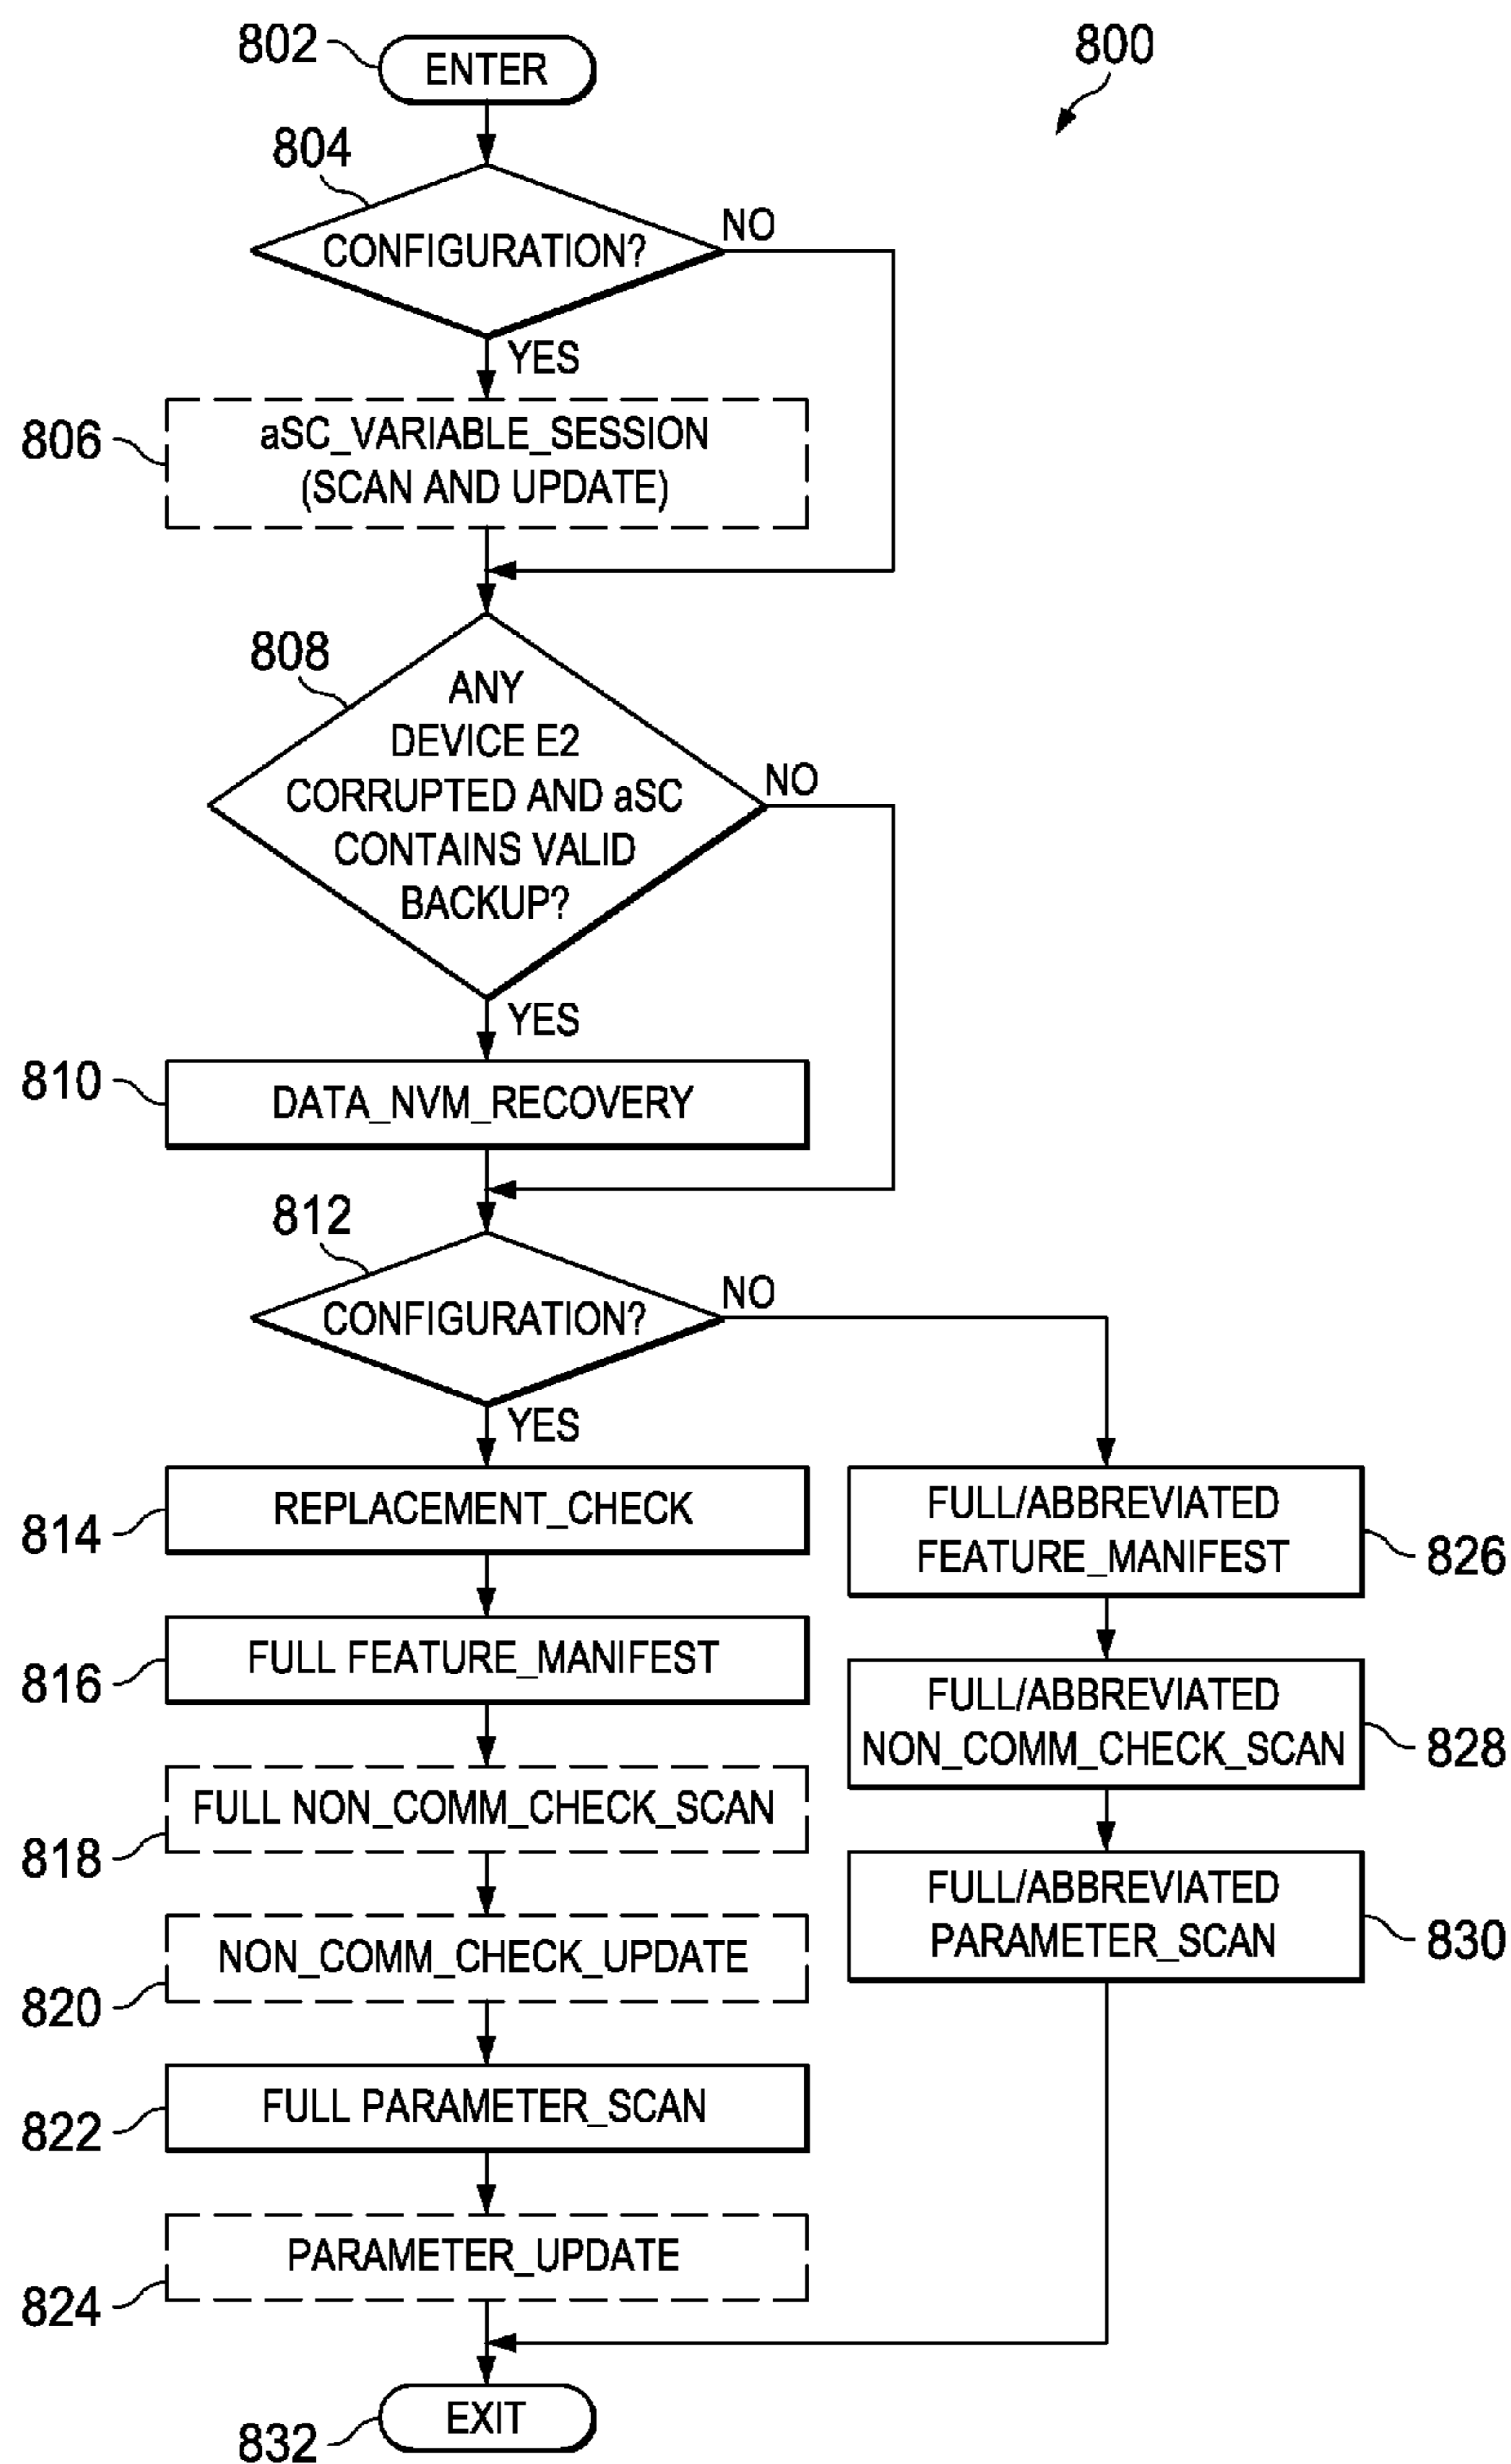 802
ENTER
800
804
CONFIGURATION?
NO
YES
806
aSC_VARIABLE_SESSION
(SCAN AND UPDATE)
808
ANY
DEVICE E2
CORRUPTED AND aSC
CONTAINS VALID
BACKUP?
NO
YES
810
DATA_NVM_RECOVERY
812
CONFIGURATION?
NO
YES
814
REPLACEMENT_CHECK
816
FULL FEATURE_MANIFEST
818
FULL NON_COMM_CHECK_SCAN
820
NON_COMM_CHECK_UPDATE
822
FULL PARAMETER_SCAN
824
PARAMETER_UPDATE
FULL/ABBREVIATED
FEATURE_MANIFEST
826
FULL/ABBREVIATED
NON_COMM_CHECK_SCAN
828
FULL/ABBREVIATED
PARAMETER_SCAN
830
EXIT
832